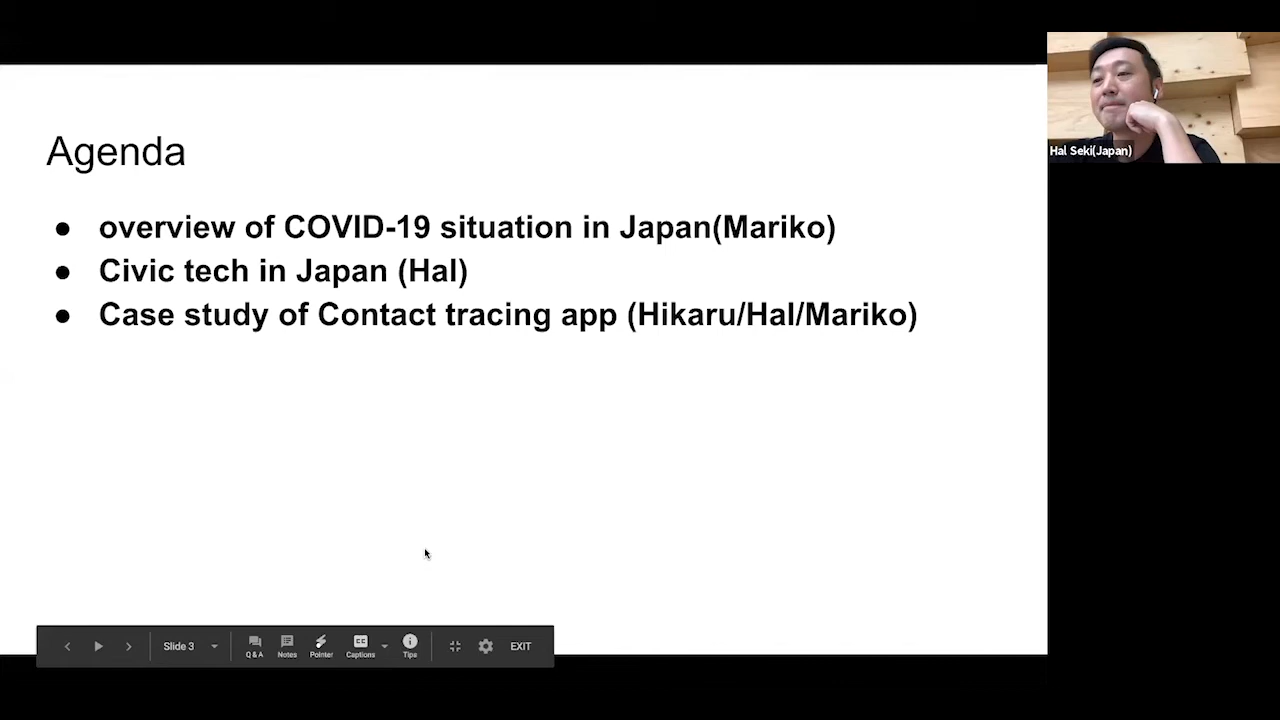 Agenda
● overview of COVID-19 situation in Japan(Mariko)
● Civic tech in Japan (Hal)
● Case study of Contact tracing app (Hikaru/Hal/Mariko)
Hal Seki(Japan)
Slide 3
Q & A
Notes
Pointer
CC
Captions
Tips
EXIT